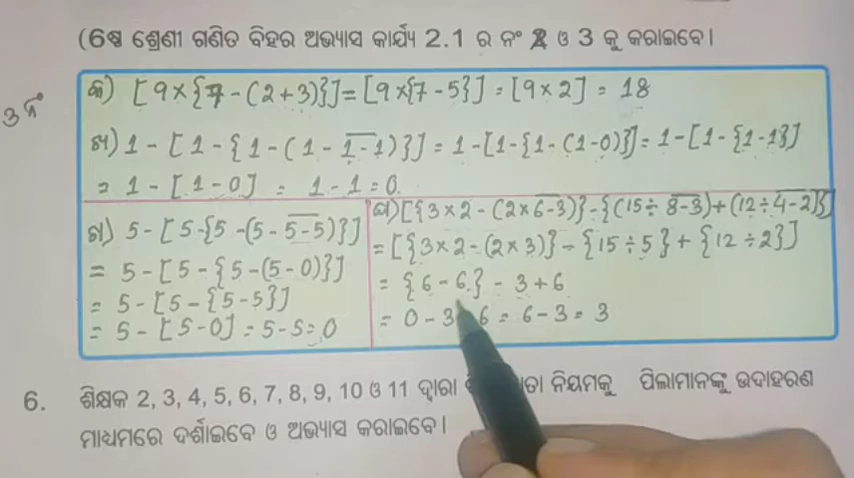 (6ଷ୍ଠ ଶ୍ରେଣୀ ଗଣିତ ବହିର ଅଭ୍ୟାସ କାର୍ଯ୍ୟ 2.1 ର ନଂ 2 ଓ 3 କୁ କରାଇବେ।
3 ନଂ
କ) [9×{7-(2+3)}]=[9×{7-5}]=[9×2]=18
ଖ) 1-[1-{1-(1-1̅-̅1̅)}]=1-[1-{1-(1-0)}]=1-[1-{1-1}]
= 1-[1-0] = 1-1=0
ଗ) 5-[5-{5-(5-5̅-̅5̅)}]
= 5-[5-{5-(5-0)}]
= 5-[5-{5-5}]
= 5-[5-0]=5-5=0
ଘ) [{3×2-(2×6̅-̅3̅)}-{(15÷8̅-̅3̅)+(12÷4̅-̅2̅)}]
= [{3×2-(2×3)}-{15÷5}+{12÷2}]
= {6-6}-3+6
= 0-3 6 = 6-3=3
6. ଶିକ୍ଷକ 2, 3, 4, 5, 6, 7, 8, 9, 10 ଓ 11 ଦ୍ୱାରା ନିୟମକୁ ପିଲାମାନଙ୍କୁ ଉଦାହରଣ
ମାଧ୍ୟମରେ ଦର୍ଶାଇବେ ଓ ଅଭ୍ୟାସ କରାଇବେ।